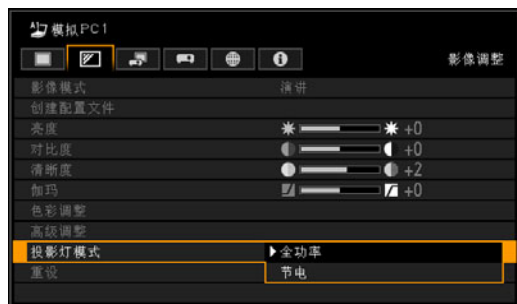 模拟PC1
影像调整
影像模式 演讲
创建配置文件
亮度 +0
对比度 +0
清晰度 +2
伽玛 +0
色彩调整
高级调整
投影灯模式 全功率
重设 节电